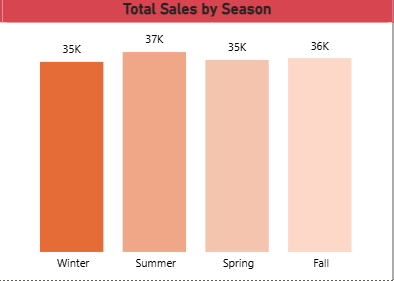 Total Sales by Season
35K 37K 35K 36K
Winter Summer Spring Fall